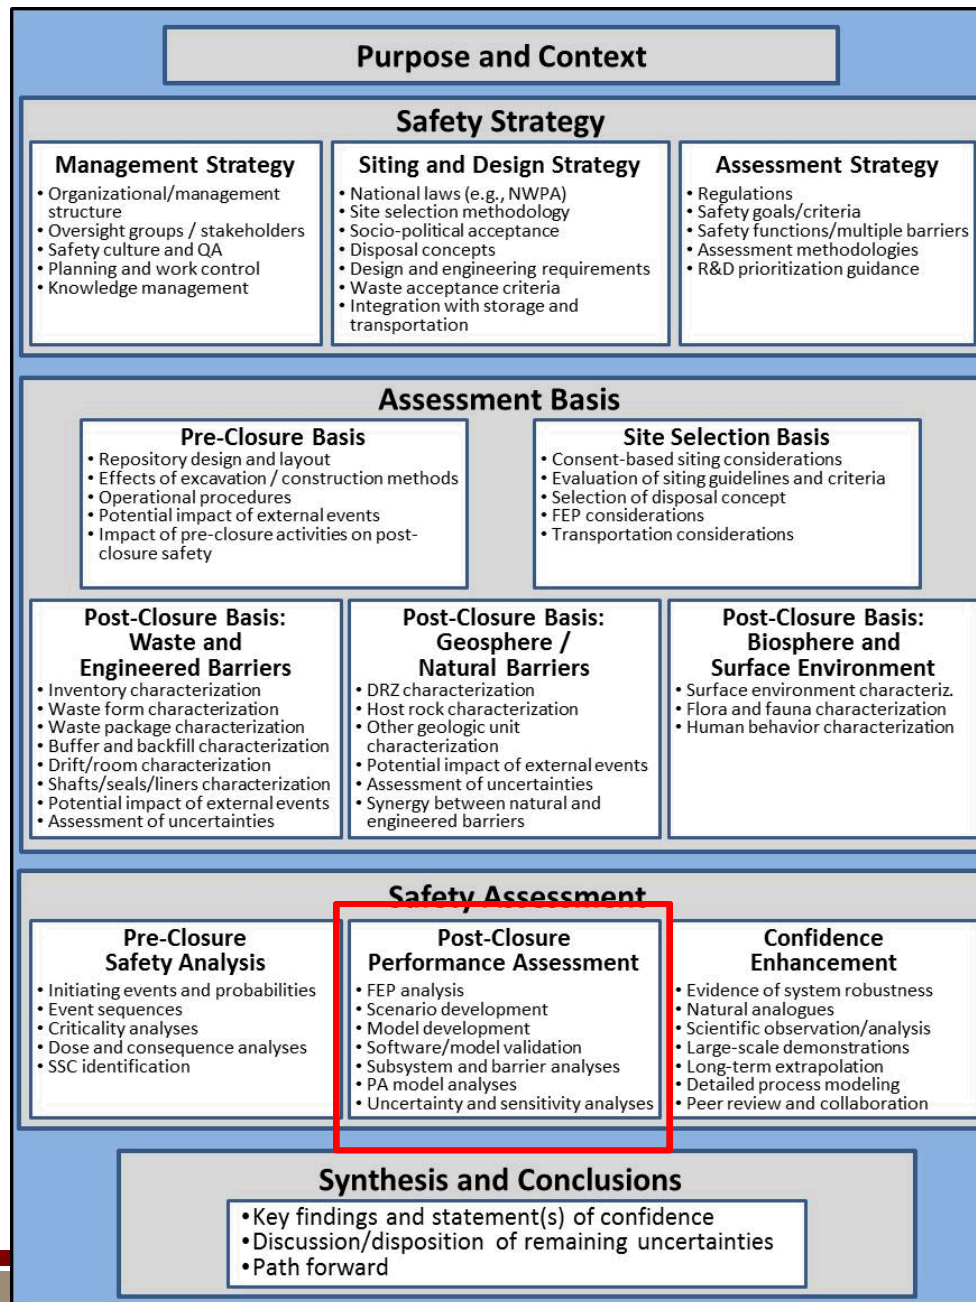 Purpose and Context
Safety Strategy
Management Strategy
• Organizational/management
structure
• Oversight groups / stakeholders
• Safety culture and QA
• Planning and work control
• Knowledge management
Siting and Design Strategy
• National laws (e.g., NWPA)
• Site selection methodology
• Socio-political acceptance
• Disposal concepts
• Design and engineering requirements
• Waste acceptance criteria
• Integration with storage and
transportation
Assessment Strategy
• Regulations
• Safety goals/criteria
• Safety functions/multiple barriers
• Assessment methodologies
• R&D prioritization guidance
Assessment Basis
Pre-Closure Basis
• Repository design and layout
• Effects of excavation / construction methods
• Operational procedures
• Potential impact of external events
• Impact of pre-closure activities on post-
closure safety
Site Selection Basis
• Consent-based siting considerations
• Evaluation of siting guidelines and criteria
• Selection of disposal concept
• FEP considerations
• Transportation considerations
Post-Closure Basis:
Waste and
Engineered Barriers
• Inventory characterization
• Waste form characterization
• Waste package characterization
• Buffer and backfill characterization
• Drift/room characterization
• Shafts/seals/liners characterization
• Potential impact of external events
• Assessment of uncertainties
Post-Closure Basis:
Geosphere /
Natural Barriers
• DRZ characterization
• Host rock characterization
• Other geologic unit
characterization
• Potential impact of external events
• Assessment of uncertainties
• Synergy between natural and
engineered barriers
Post-Closure Basis:
Biosphere and
Surface Environment
• Surface environment characteriz.
• Flora and fauna characterization
• Human behavior characterization
Safety Assessment
Pre-Closure
Safety Analysis
• Initiating events and probabilities
• Event sequences
• Criticality analyses
• Dose and consequence analyses
• SSC identification
Post-Closure
Performance Assessment
• FEP analysis
• Scenario development
• Model development
• Software/model validation
• Subsystem and barrier analyses
• PA model analyses
• Uncertainty and sensitivity analyses
Confidence
Enhancement
• Evidence of system robustness
• Natural analogues
• Scientific observation/analysis
• Large-scale demonstrations
• Long-term extrapolation
• Detailed process modeling
• Peer review and collaboration
Synthesis and Conclusions
• Key findings and statement(s) of confidence
• Discussion/disposition of remaining uncertainties
• Path forward